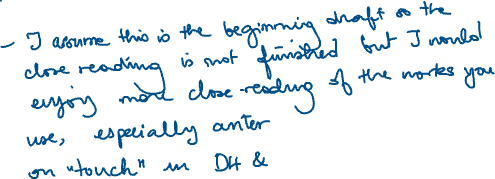 - I assume this is the beginning draft so the
close reading is not finished but I would
enjoy more close-reading of the works you
use, especially
on "touch" in DH &